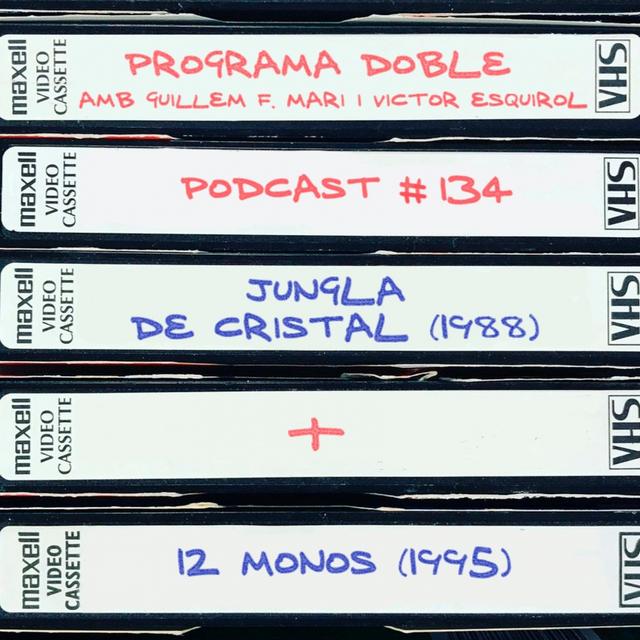 maxell
VIDEO
CASSETTE
PROGRAMA DOBLE
AMB GUILLEM F. MARI I VICTOR ESQUIROL
VHS
maxell
VIDEO
CASSETTE
PODCAST # 134
VHS
maxell
VIDEO
CASSETTE
JUNGLA
DE CRISTAL (1988)
VHS
maxell
VIDEO
CASSETTE
+
VHS
maxell
VIDEO
CASSETTE
12 MONOS (1995)
VHS